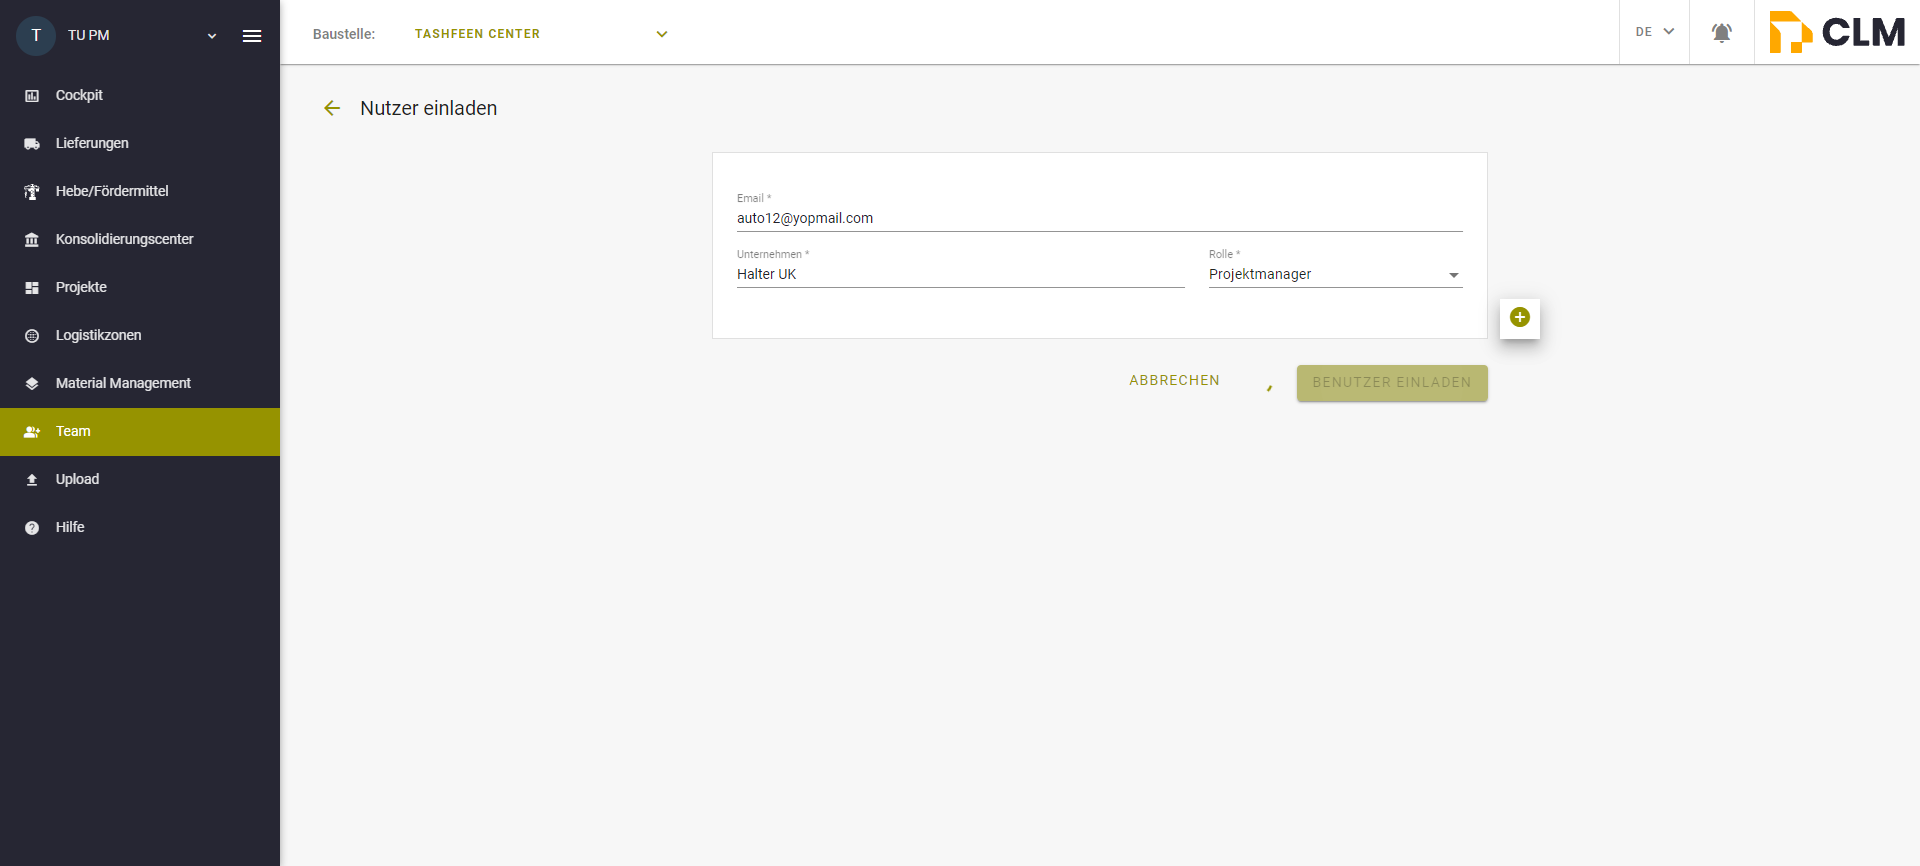 T TU PM
Cockpit
Lieferungen
Hebe/Fördermittel
Konsolidierungscenter
Projekte
Logistikzonen
Material Management
Team
Upload
Hilfe
Baustelle: TASHFEEN CENTER
DE
CLM
Nutzer einladen
Email *
auto12@yopmail.com
Unternehmen * Rolle *
Halter UK Projektmanager
ABBRECHEN BENUTZER EINLADEN